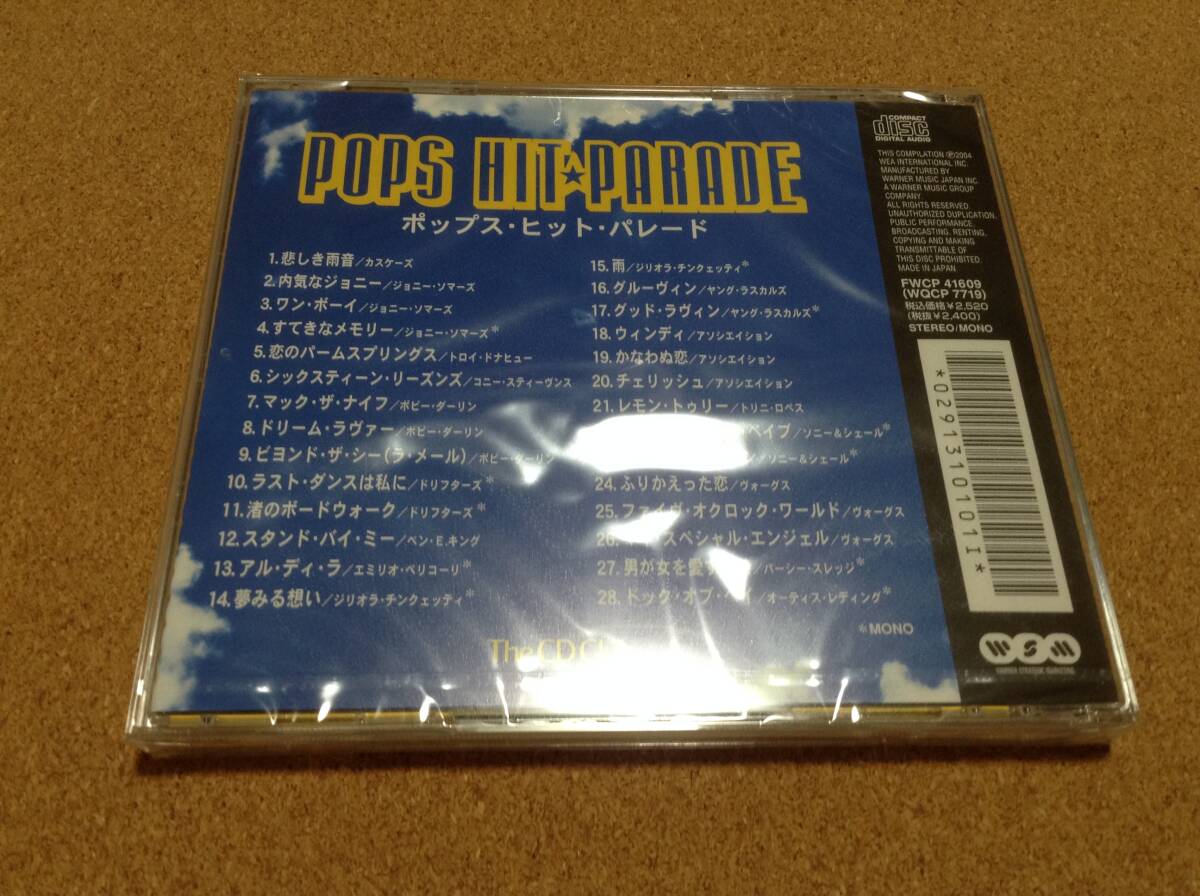 POPS HIT★PARADE
ポップス・ヒット・パレード
1.悲しき雨音/カスケーズ
2.内気なジョニー/ジョニー・ソマーズ
3.ワン・ボーイ/ジョニー・ソマーズ
4.すてきなメモリー/ジョニー・ソマーズ*
5.恋のパームスプリングス/トロイ・ドナヒュー
6.シックスティーン・リーズンズ/コニー・スティーヴンス
7.マック・ザ・ナイフ/ボビー・ダーリン
8.ドリーム・ラヴァー/ボビー・ダーリン
9.ビヨンド・ザ・シー(ラ・メール)/ボビー・ダーリン
10.ラスト・ダンスは私に/ドリフターズ*
11.渚のボードウォーク/ドリフターズ*
12.スタンド・バイ・ミー/ベン・E.キング
13.アル・ディ・ラ/エミリオ・ペリコーリ*
14.夢みる想い/ジリオラ・チンクェッティ*
15.雨/ジリオラ・チンクェッティ*
16.グルーヴィン/ヤング・ラスカルズ
17.グッド・ラヴィン/ヤング・ラスカルズ*
18.ウィンディ/アソシエイション
19.かなわぬ恋/アソシエイション
20.チェリッシュ/アソシエイション
21.レモン・トゥリー/トリニ・ロペス
ベイブ/ソニー&シェール*
ソニー&シェール*
24.ふりかえった恋/ヴォーグス
25.ファイヴ・オクロック・ワールド/ヴォーグス
26. スペシャル・エンジェル/ヴォーグス
27.男が女を愛す /パーシー・スレッジ*
28.ドック・オブ・ イ/オーティス・レディング*
*MONO
The CD Cl
COMPACT
disc
DIGITAL AUDIO
THIS COMPILATION ℗2004
WEA INTERNATIONAL INC.
MANUFACTURED BY
WARNER MUSIC JAPAN INC.
A WARNER MUSIC GROUP
COMPANY.
ALL RIGHTS RESERVED.
UNAUTHORIZED DUPLICATION.
PUBLIC PERFORMANCE.
BROADCASTING. RENTING.
COPYING AND MAKING
TRANSMITTABLE OF
THIS DISC PROHIBITED.
MADE IN JAPAN
FWCP 41609
(WQCP 7719)
税込価格¥2,520
(税抜¥2,400)
STEREO/MONO
*0291310101I*
WSM
WARNER STRATEGIC MARKETING